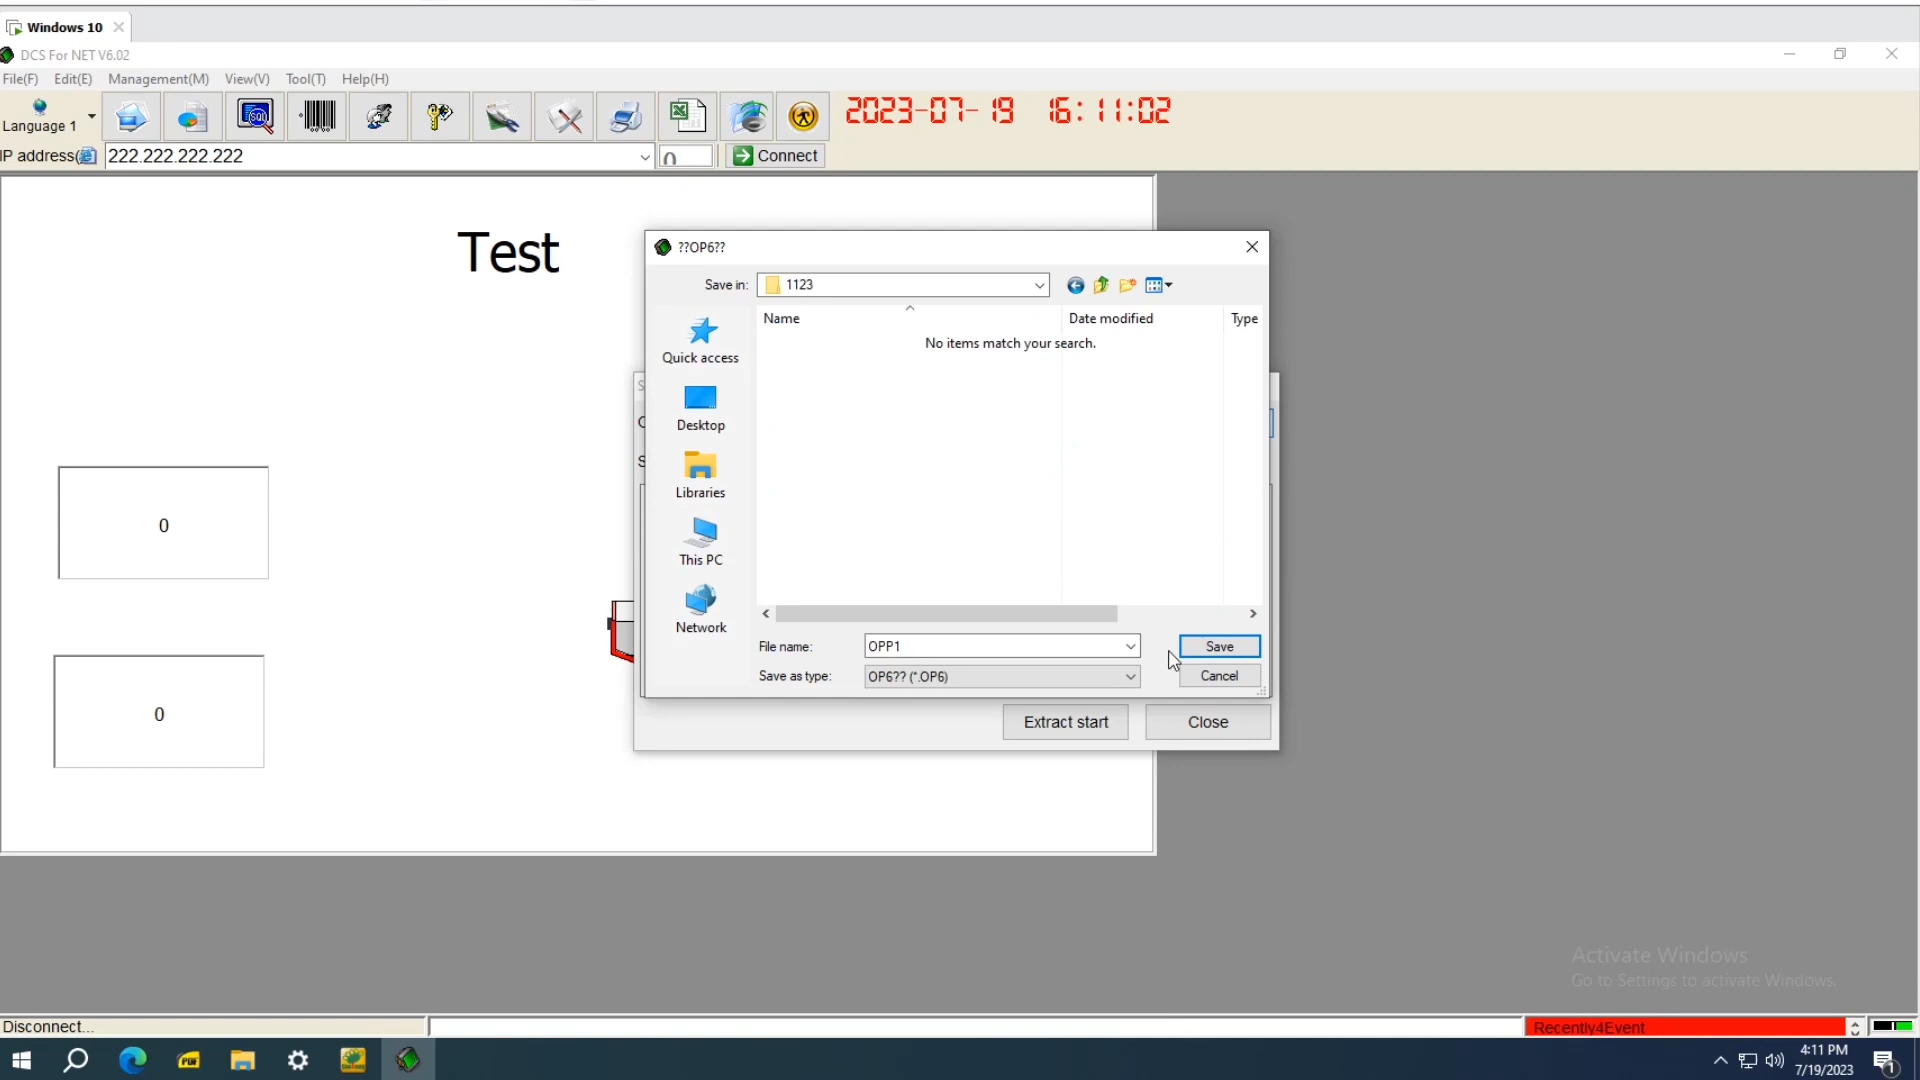 Windows 10
DCS For NET V6.02
File(F) Edit(E) Management(M) View(V) Tool(T) Help(H)
Language 1
2023-07-19 16:11:02
IP address(
222.222.222.222
0
Connect
Test
??OP6??
Save in:
1123
Name
Date modified
Type
No items match your search.
Quick access
Desktop
Libraries
This PC
Network
File name:
OPP1
Save
Save as type:
OP6?? (*.OP6)
Cancel
Extract start
Close
0
0
Activate Windows
Go to Settings to activate Windows.
Disconnect...
Recently4Event
PDF
4:11 PM
7/19/2023
1